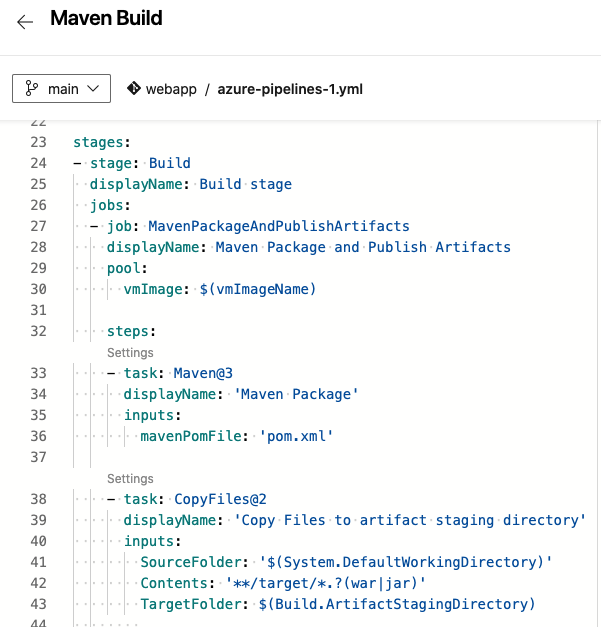 Maven Build
main webapp / azure-pipelines-1.yml
22
23 stages:
24 - stage: Build
25 displayName: Build stage
26 jobs:
27 - job: MavenPackageAndPublishArtifacts
28 displayName: Maven Package and Publish Artifacts
29 pool:
30 vmImage: $(vmImageName)
31
32 steps:
Settings
33 - task: Maven@3
34 displayName: 'Maven Package'
35 inputs:
36 mavenPomFile: 'pom.xml'
37
Settings
38 - task: CopyFiles@2
39 displayName: 'Copy Files to artifact staging directory'
40 inputs:
41 SourceFolder: '$(System.DefaultWorkingDirectory)'
42 Contents: '**/target/*.?(war|jar)'
43 TargetFolder: $(Build.ArtifactStagingDirectory)
44